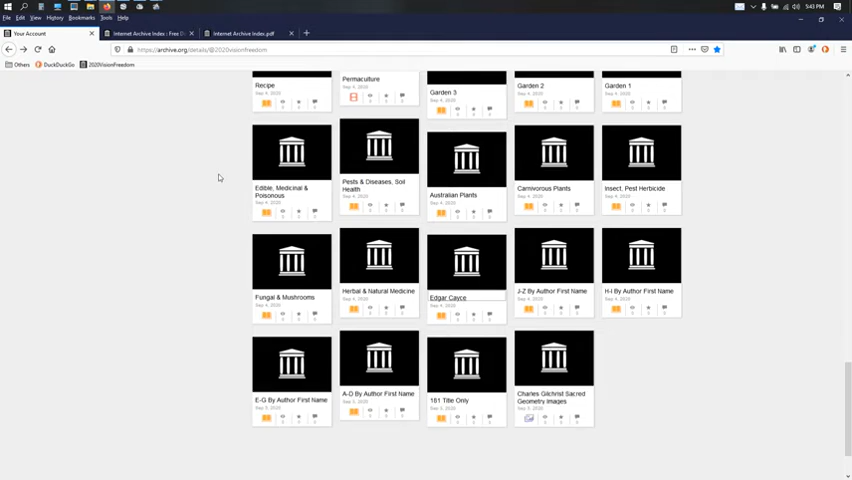 5:43 PM
File Edit View History Bookmarks Tools Help
Your Account
Internet Archive Index : Free D
Internet Archive Index.pdf
https://archive.org/details/@2020visionfreedom
Others DuckDuckGo 2020VisionFreedom
Recipe
Sep 4, 2020
Permaculture
Sep 4, 2020
Garden 3
Sep 4, 2020
Garden 2
Sep 4, 2020
Garden 1
Sep 4, 2020
Edible, Medicinal &
Poisonous
Sep 4, 2020
Pests & Diseases, Soil
Health
Sep 4, 2020
Australian Plants
Sep 4, 2020
Carnivorous Plants
Sep 4, 2020
Insect, Pest Herbicide
Sep 4, 2020
Fungal & Mushrooms
Sep 4, 2020
Herbal & Natural Medicine
Sep 4, 2020
Edgar Cayce
Sep 4, 2020
J-Z By Author First Name
Sep 4, 2020
H-I By Author First Name
Sep 4, 2020
E-G By Author First Name
Sep 3, 2020
A-D By Author First Name
Sep 3, 2020
161 Title Only
Sep 3, 2020
Charles Gilchrist Sacred
Geometry Images
Sep 3, 2020